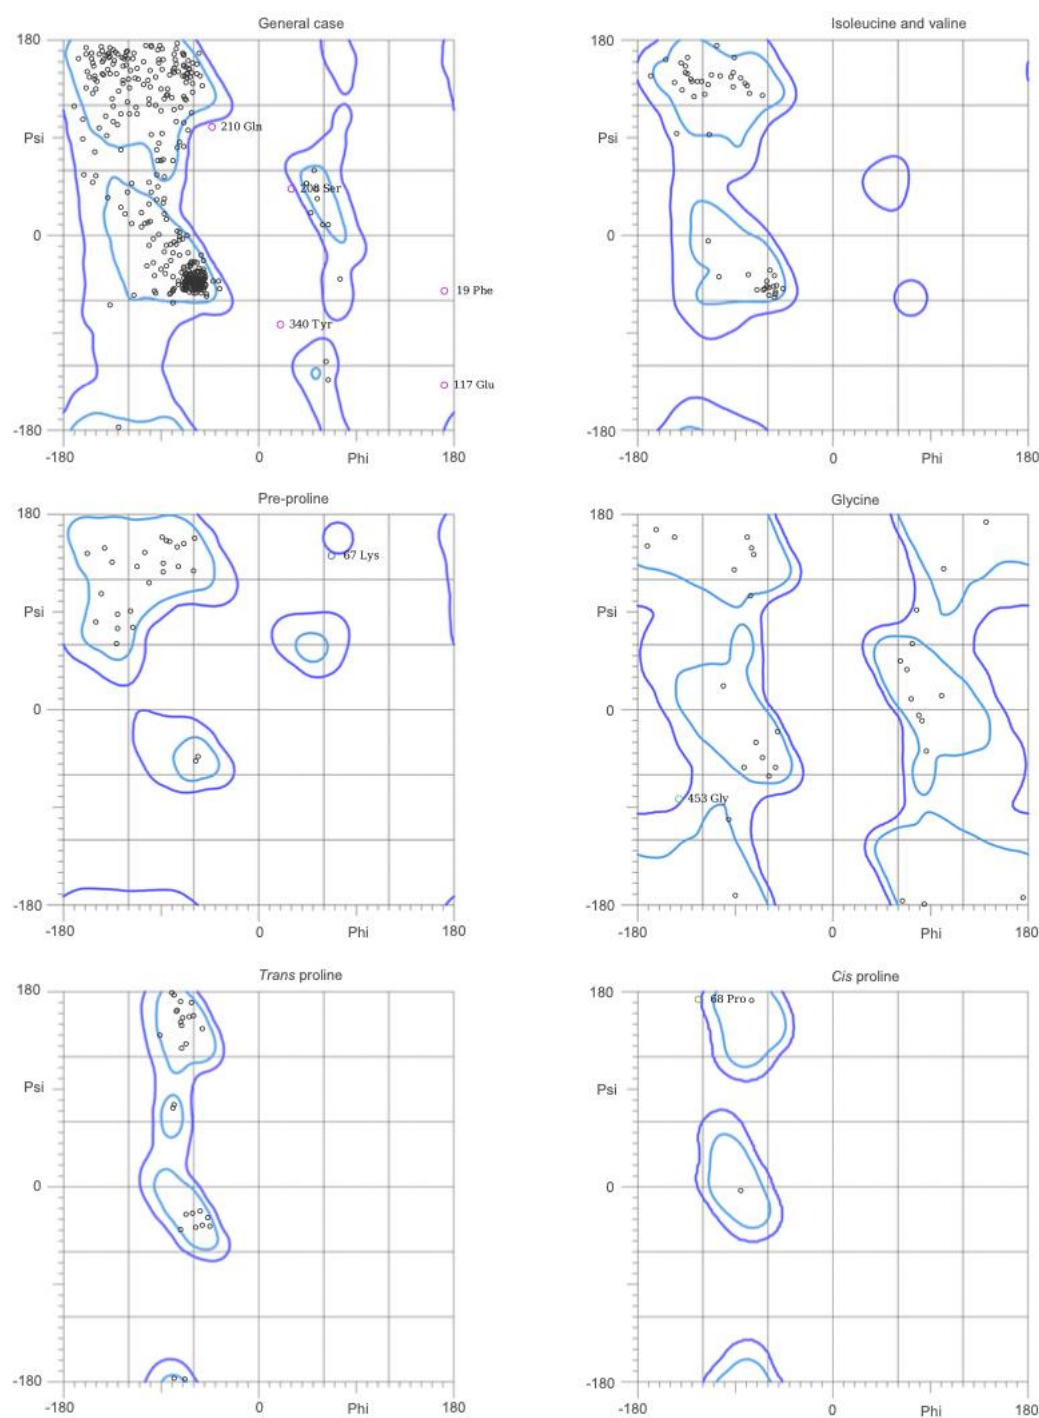 General case
Isoleucine and valine
180
210 Gln
Psi
208 Ser
0
19 Phe
340 Tyr
117 Glu
-180
-180
0
Phi
180
180
Psi
0
-180
-180
0
Phi
180
Pre-proline
Glycine
180
67 Lys
Psi
0
-180
-180
0
Phi
180
180
Psi
0
453 Gly
-180
-180
0
Phi
180
Trans proline
Cis proline
180
Psi
0
-180
-180
0
Phi
180
180
68 Pro
Psi
0
-180
-180
0
Phi
180